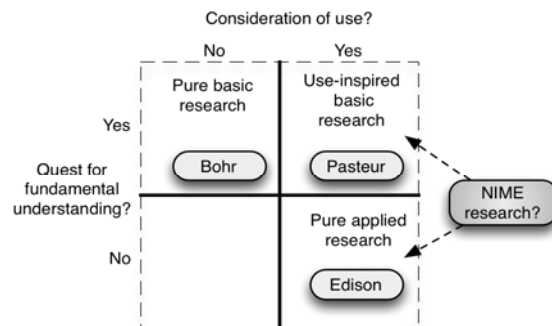 Consideration of use?
No
Yes
Pure basic
research
Use-inspired
basic
research
Yes
Bohr
Pasteur
Quest for
fundamental
understanding?
NIME
research?
Pure applied
research
No
Edison